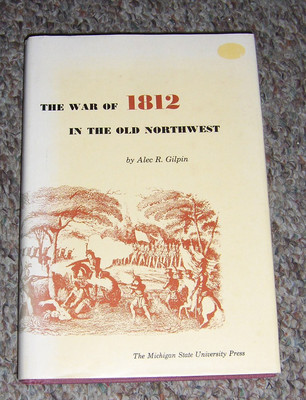 THE WAR OF 1812
IN THE OLD NORTHWEST
by Alec R. Gilpin
The Michigan State University Press